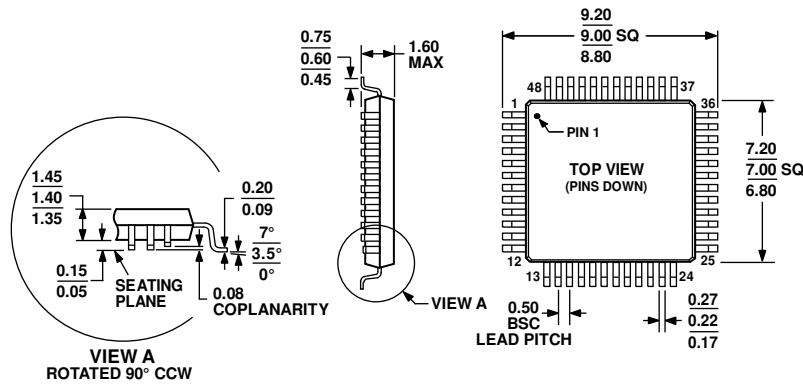 0.75
0.60
0.45
1.60
MAX
9.20
9.00 SQ
8.80
48
37
1
36
PIN 1
TOP VIEW
(PINS DOWN)
7.20
7.00 SQ
6.80
12
25
13
24
1.45
1.40
1.35
0.20
0.09
7°
3.5°
0°
0.15
0.05
SEATING
PLANE
0.08
COPLANARITY
VIEW A
0.50
BSC
LEAD PITCH
0.27
0.22
0.17
VIEW A
ROTATED 90° CCW